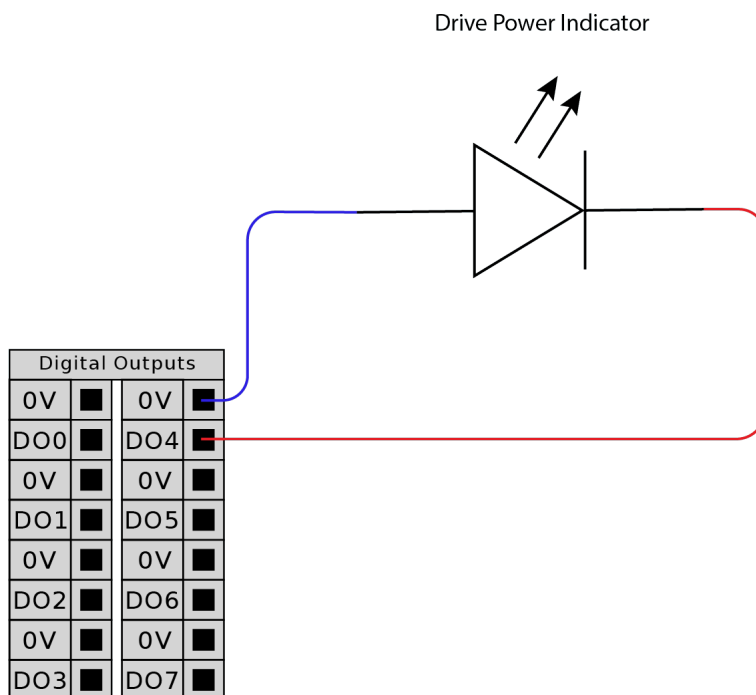 Drive Power Indicator
Digital Outputs
0V 0V
DO0 DO4
0V 0V
DO1 DO5
0V 0V
DO2 DO6
0V 0V
DO3 DO7